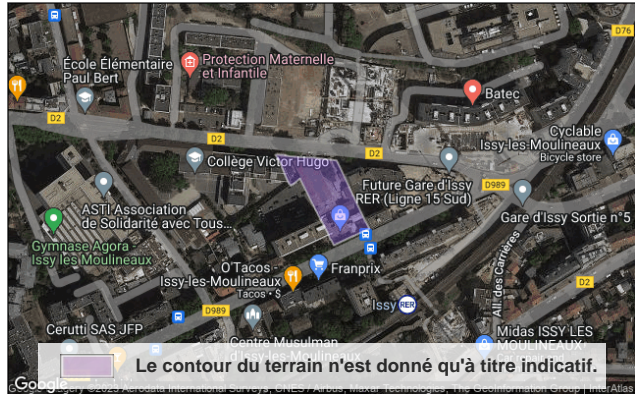 D76
École Élémentaire
Paul Bert
Protection Maternelle
et Infantile
Batec
D2
D2
D2
Cyclable
Issy-les-Moulineaux
Bicycle store
Collège Victor Hugo
Future Gare d'Issy
RER (Ligne 15 Sud)
D989
ASTI Association
de Solidarité avec Tous...
Gare d'Issy Sortie n°5
Gymnase Agora -
Issy les Moulineaux
O'Tacos -
Issy-les-Moulineaux
Tacos • $
Franprix
All. des Carrières
D2
D989
Issy RER
Cerutti SAS JFP
Centre Musulman
d'Issy-les-Moulineaux
Midas ISSY LES
MOULINEAUX
Le contour du terrain n'est donné qu'à titre indicatif.
Google